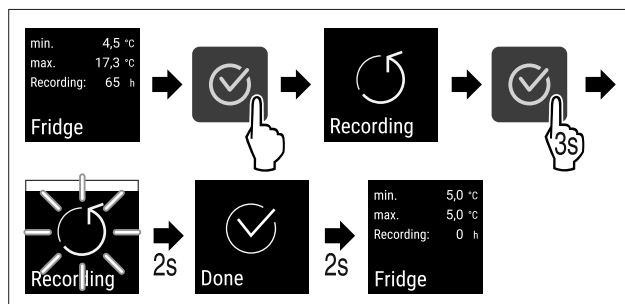 min. 4,5 °C
max. 17,3 °C
Recording: 65 h
Fridge
Recording
3s
Recording
2s
Done
2s
min. 5,0 °C
max. 5,0 °C
Recording: 0 h
Fridge